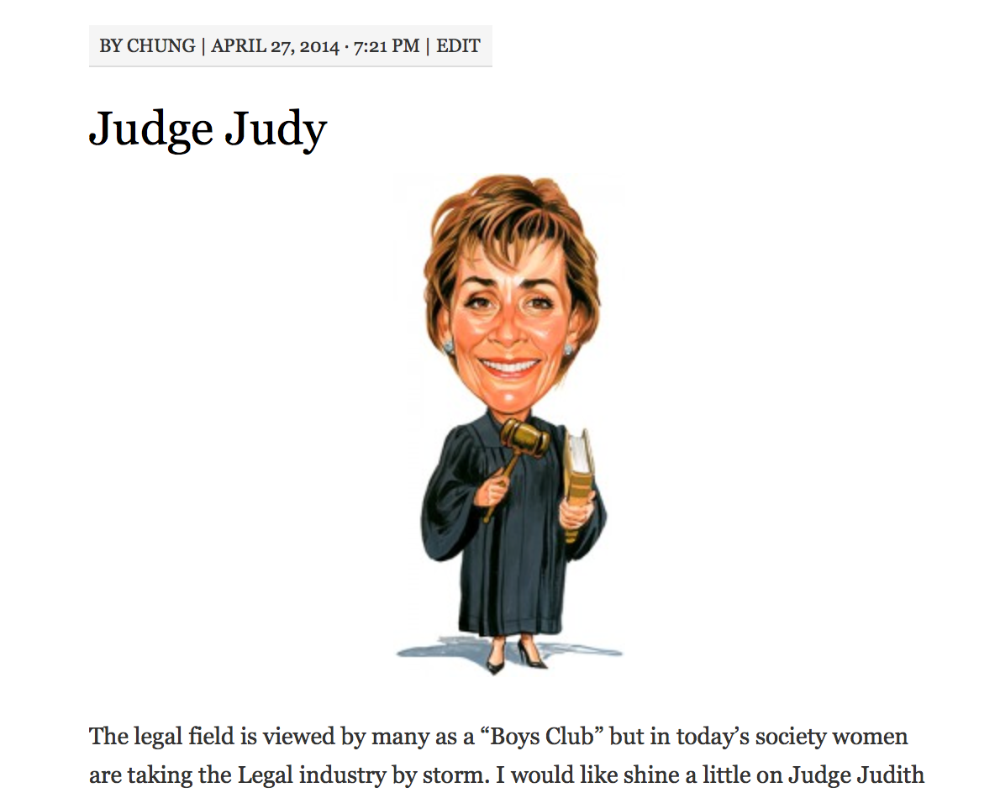 BY CHUNG | APRIL 27, 2014 · 7:21 PM | EDIT
Judge Judy
The legal field is viewed by many as a “Boys Club” but in today’s society women
are taking the Legal industry by storm. I would like shine a little on Judge Judith